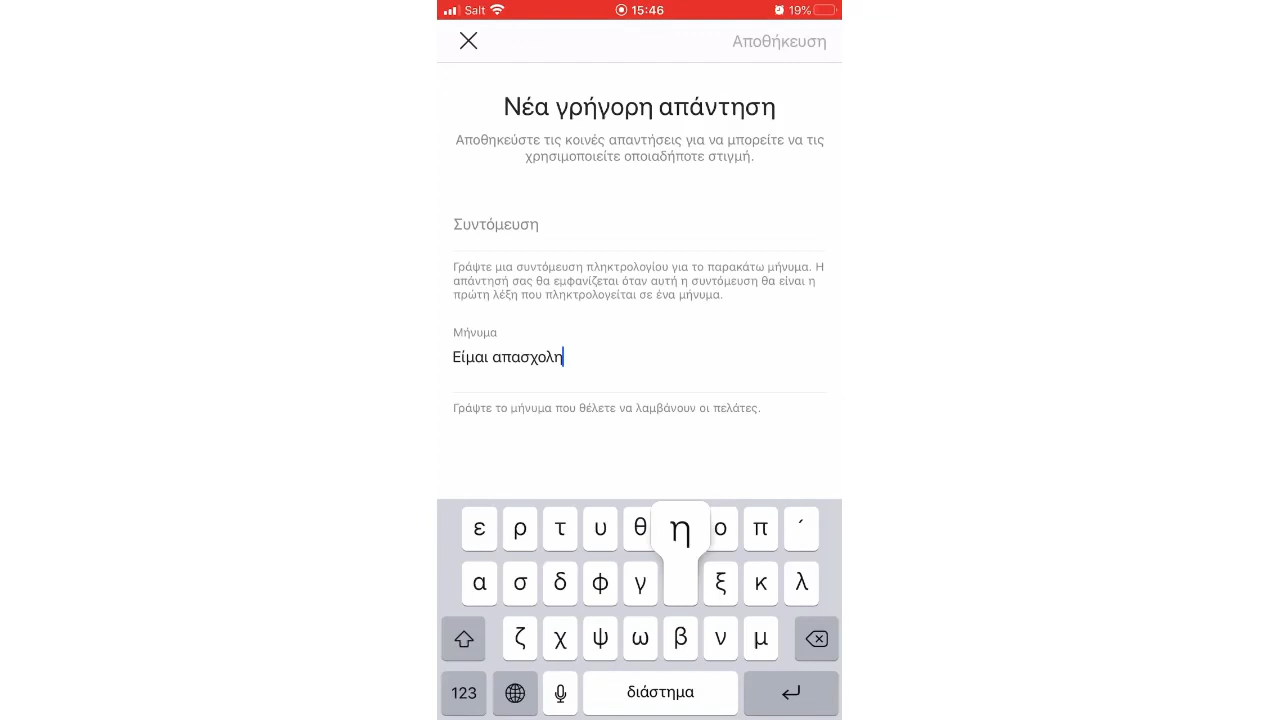 Salt 15:46 19%
Αποθήκευση
Νέα γρήγορη απάντηση
Αποθηκεύστε τις κοινές απαντήσεις για να μπορείτε να τις
χρησιμοποιείτε οποιαδήποτε στιγμή.
Συντόμευση
Γράψτε μια συντόμευση πληκτρολογίου για το παρακάτω μήνυμα. Η
απάντησή σας θα εμφανίζεται όταν αυτή η συντόμευση θα είναι η
πρώτη λέξη που πληκτρολογείται σε ένα μήνυμα.
Μήνυμα
Είμαι απασχολη
Γράψτε το μήνυμα που θέλετε να λαμβάνουν οι πελάτες.
ε ρ τ υ θ η ο π ΄
α σ δ φ γ ξ κ λ
ζ χ ψ ω β ν μ
123 διάστημα